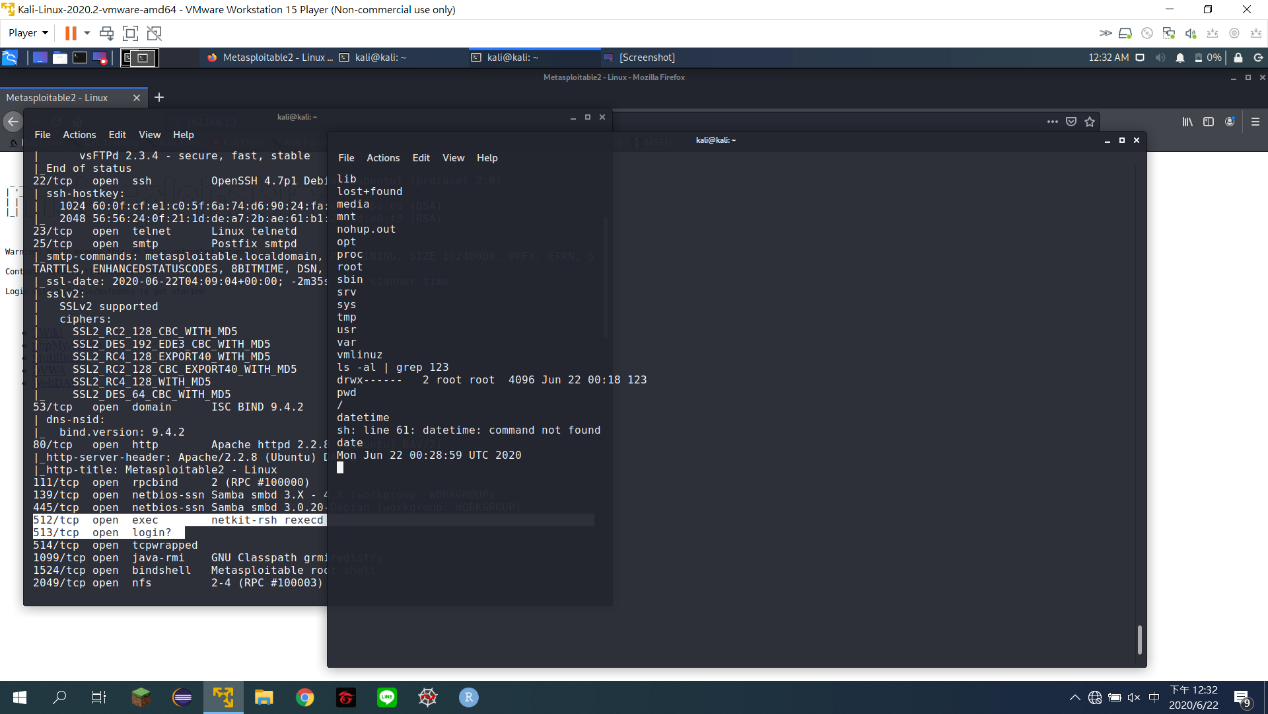 Kali-Linux-2020.2-vmware-amd64 - VMware Workstation 15 Player (Non-commercial use only)
Player
Metasploitable2 - Linux ...
kali@kali: ~
kali@kali: ~
[Screenshot]
12:32 AM
0%
Metasploitable2 - Linux - Mozilla Firefox
Metasploitable2 - Linux
kali@kali: ~
File Actions Edit View Help
| vsFTPd 2.3.4 - secure, fast, stable
|_End of status
22/tcp open ssh OpenSSH 4.7p1 Debi
| ssh-hostkey:
| 1024 60:0f:cf:e1:c0:5f:6a:74:d6:90:24:fa:
|_ 2048 56:56:24:0f:21:1d:de:a7:2b:ae:61:b1:
23/tcp open telnet Linux telnetd
25/tcp open smtp Postfix smtpd
|_smtp-commands: metasploitable.localdomain,
TARTTLS, ENHANCEDSTATUSCODES, 8BITMIME, DSN,
|_ssl-date: 2020-06-22T04:09:04+00:00; -2m35s
| sslv2:
| SSLv2 supported
| ciphers:
| SSL2_RC2_128_CBC_WITH_MD5
| SSL2_DES_192_EDE3_CBC_WITH_MD5
| SSL2_RC4_128_EXPORT40_WITH_MD5
| SSL2_RC2_128_CBC_EXPORT40_WITH_MD5
| SSL2_RC4_128_WITH_MD5
|_ SSL2_DES_64_CBC_WITH_MD5
53/tcp open domain ISC BIND 9.4.2
| dns-nsid:
|_ bind.version: 9.4.2
80/tcp open http Apache httpd 2.2.8
|_http-server-header: Apache/2.2.8 (Ubuntu) D
|_http-title: Metasploitable2 - Linux
111/tcp open rpcbind 2 (RPC #100000)
139/tcp open netbios-ssn Samba smbd 3.X - 4
445/tcp open netbios-ssn Samba smbd 3.0.20-
512/tcp open exec netkit-rsh rexecd
513/tcp open login?
514/tcp open tcpwrapped
1099/tcp open java-rmi GNU Classpath grmi
1524/tcp open bindshell Metasploitable roo
2049/tcp open nfs 2-4 (RPC #100003)
kali@kali: ~
File Actions Edit View Help
lib
lost+found
media
mnt
nohup.out
opt
proc
root
sbin
srv
sys
tmp
usr
var
vmlinuz
ls -al | grep 123
drwx------ 2 root root 4096 Jun 22 00:18 123
pwd
/
datetime
sh: line 61: datetime: command not found
date
Mon Jun 22 00:28:59 UTC 2020
Warn
Cont
Logi
中
下午 12:32
2020/6/22
9